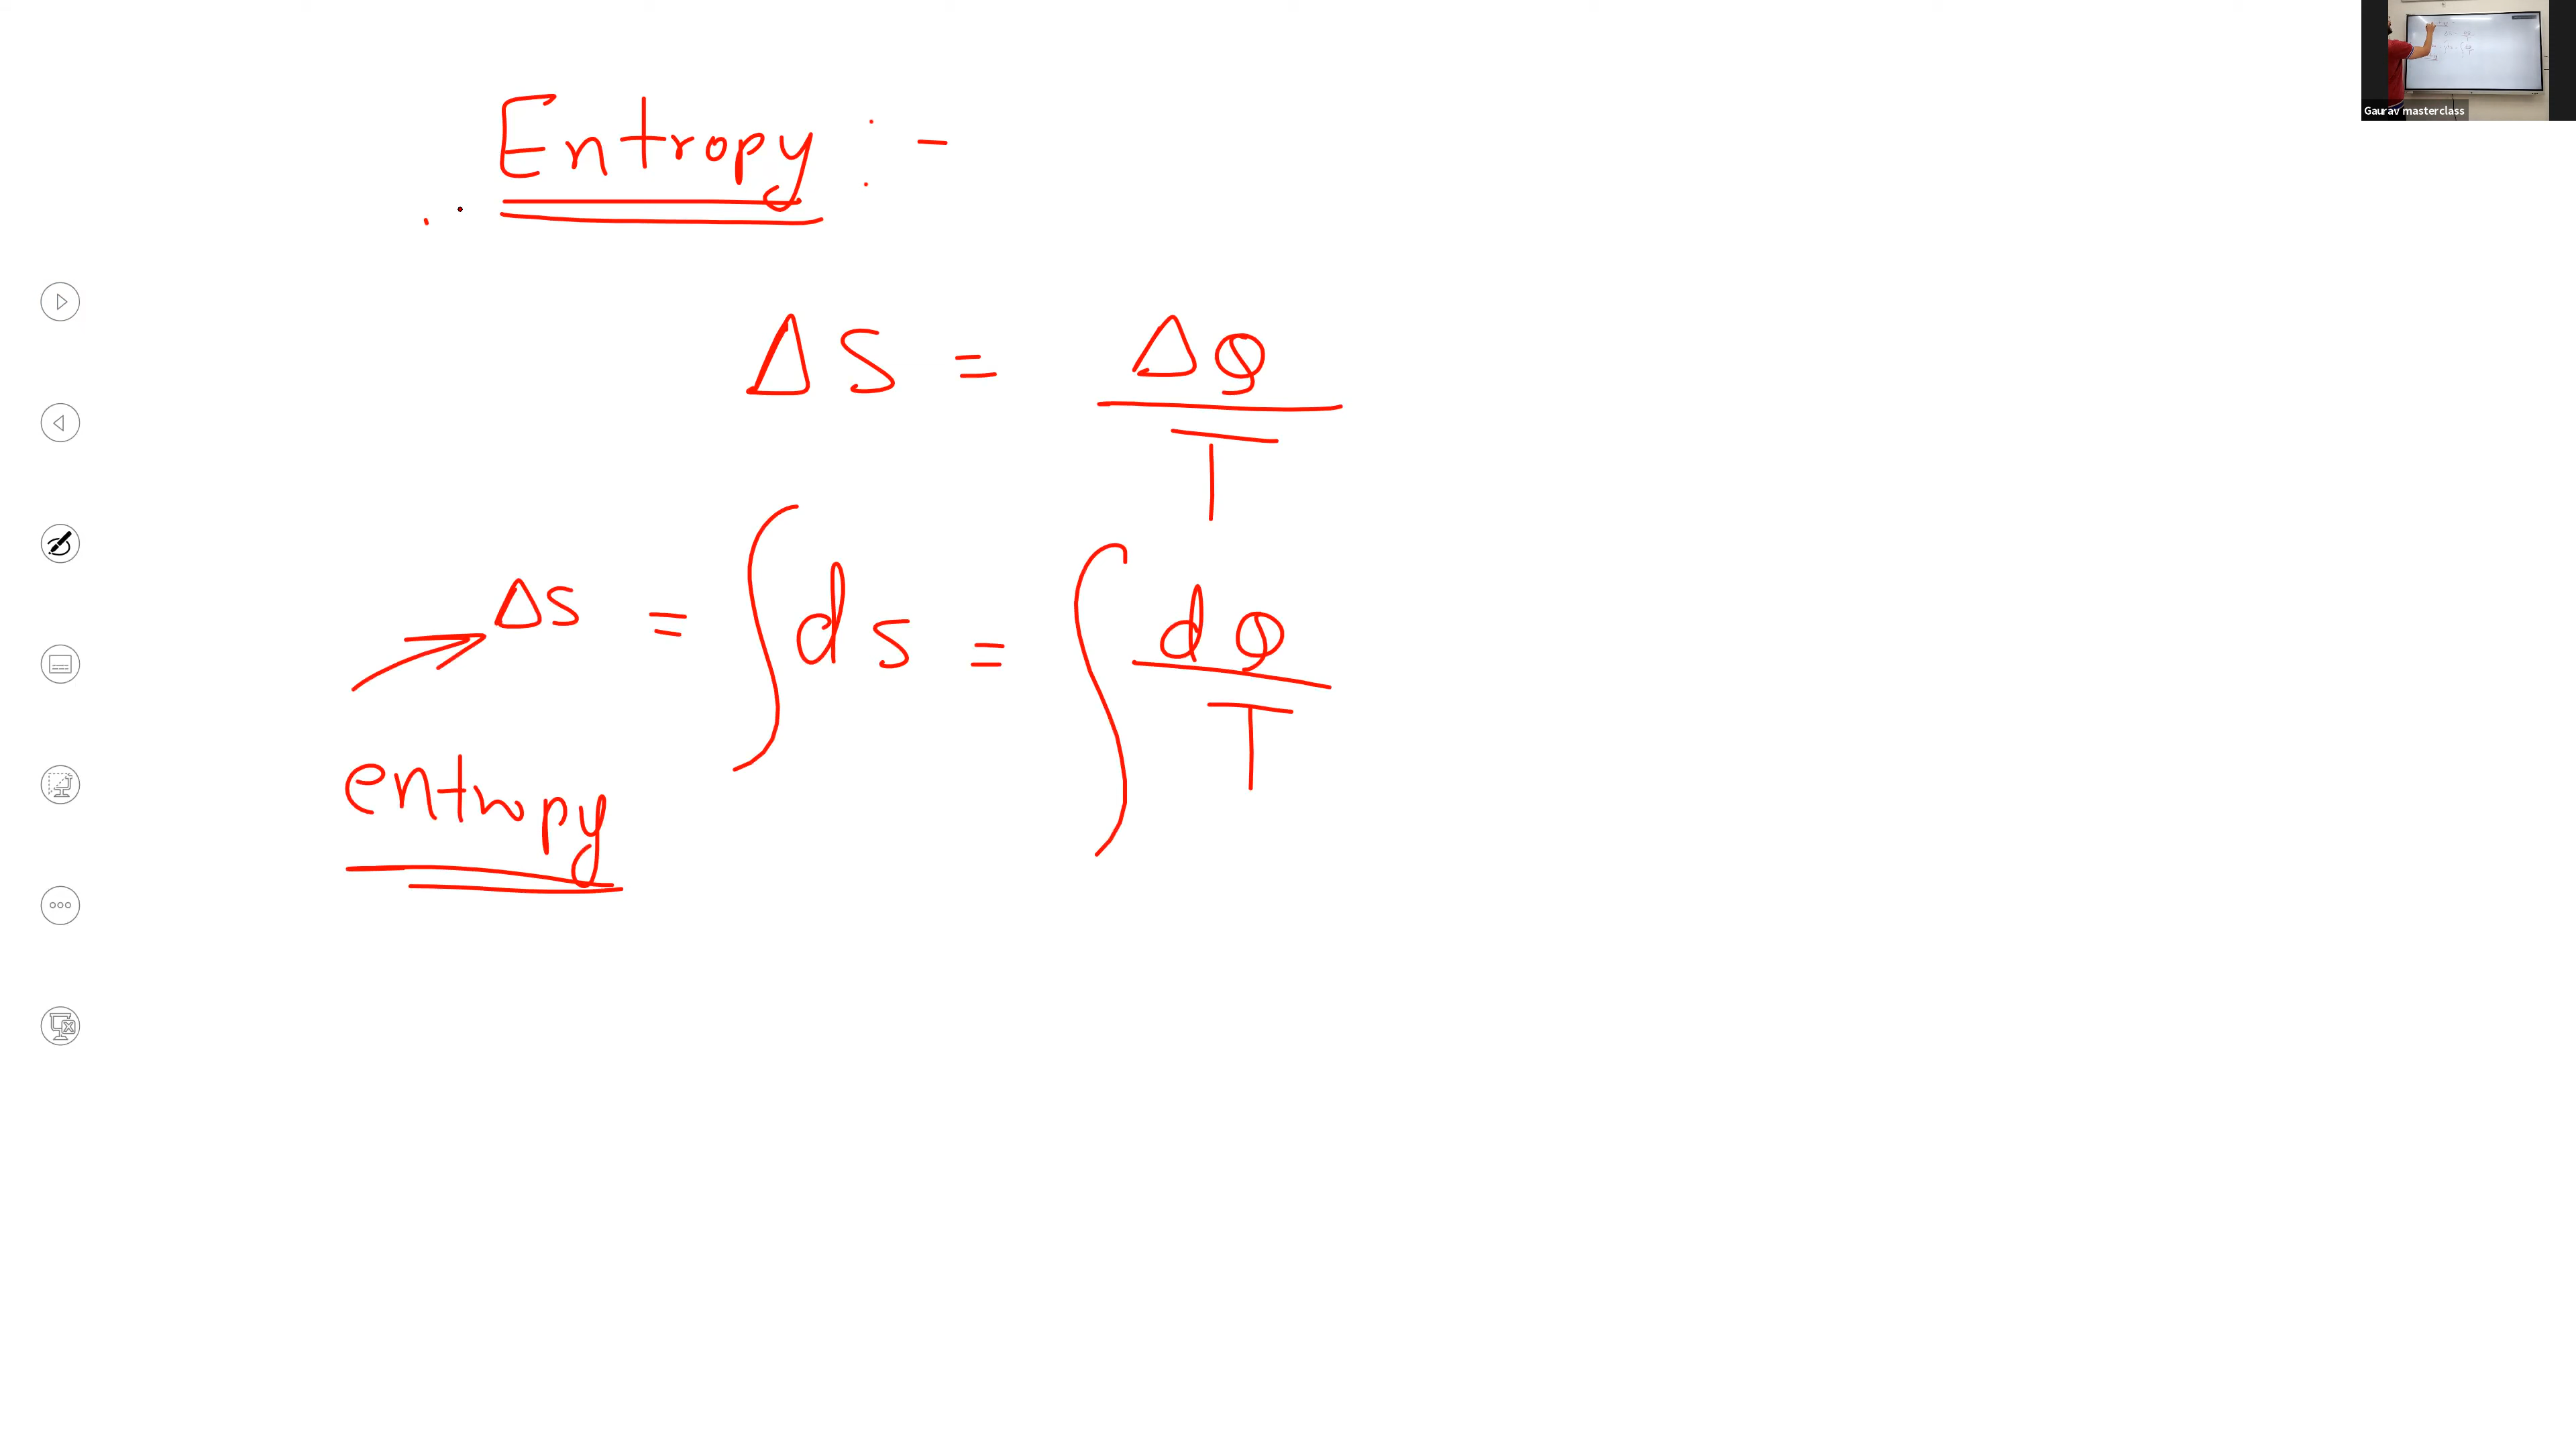 Entropy :-
ΔS = ΔQ / T
Δs = ∫ds = ∫ dQ / T
entropy
Gaurav masterclass